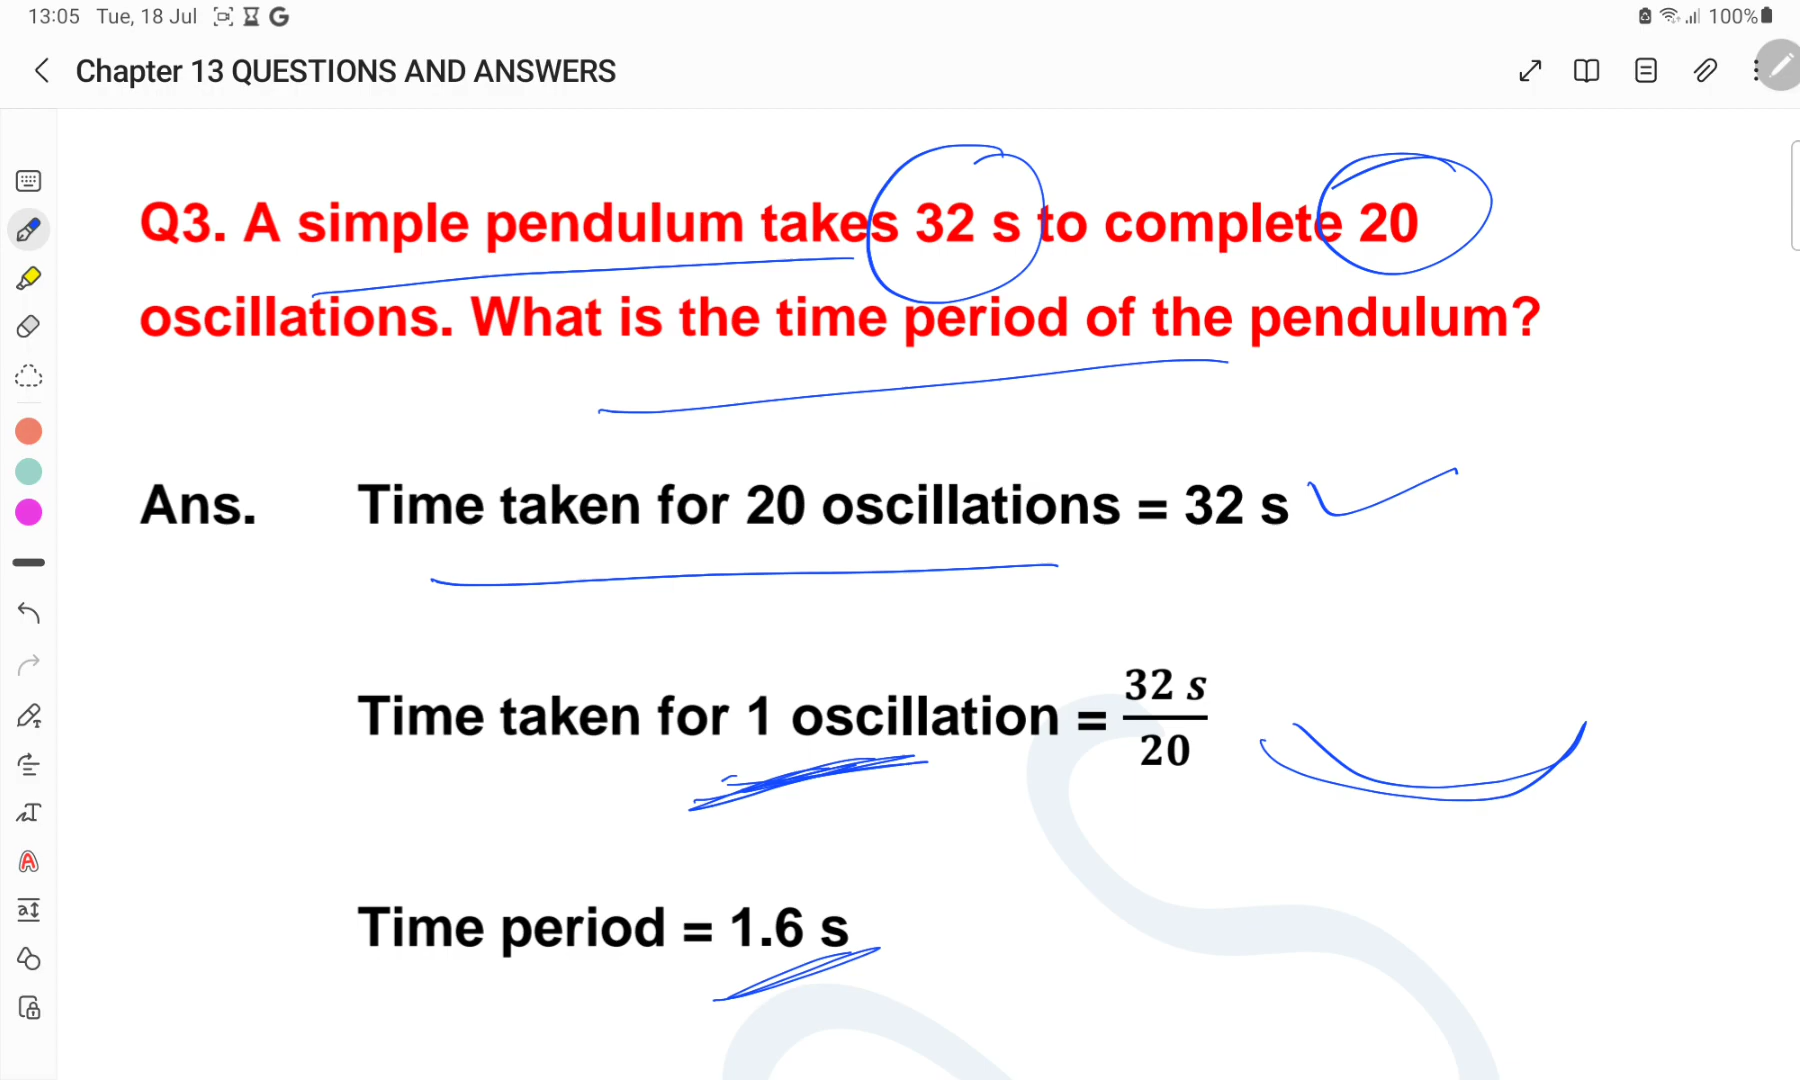 13:05 Tue, 18 Jul G 100%
Chapter 13 QUESTIONS AND ANSWERS
Q3. A simple pendulum takes 32 s to complete 20
oscillations. What is the time period of the pendulum?
Ans. Time taken for 20 oscillations = 32 s
Time taken for 1 oscillation = 32 s / 20
Time period = 1.6 s